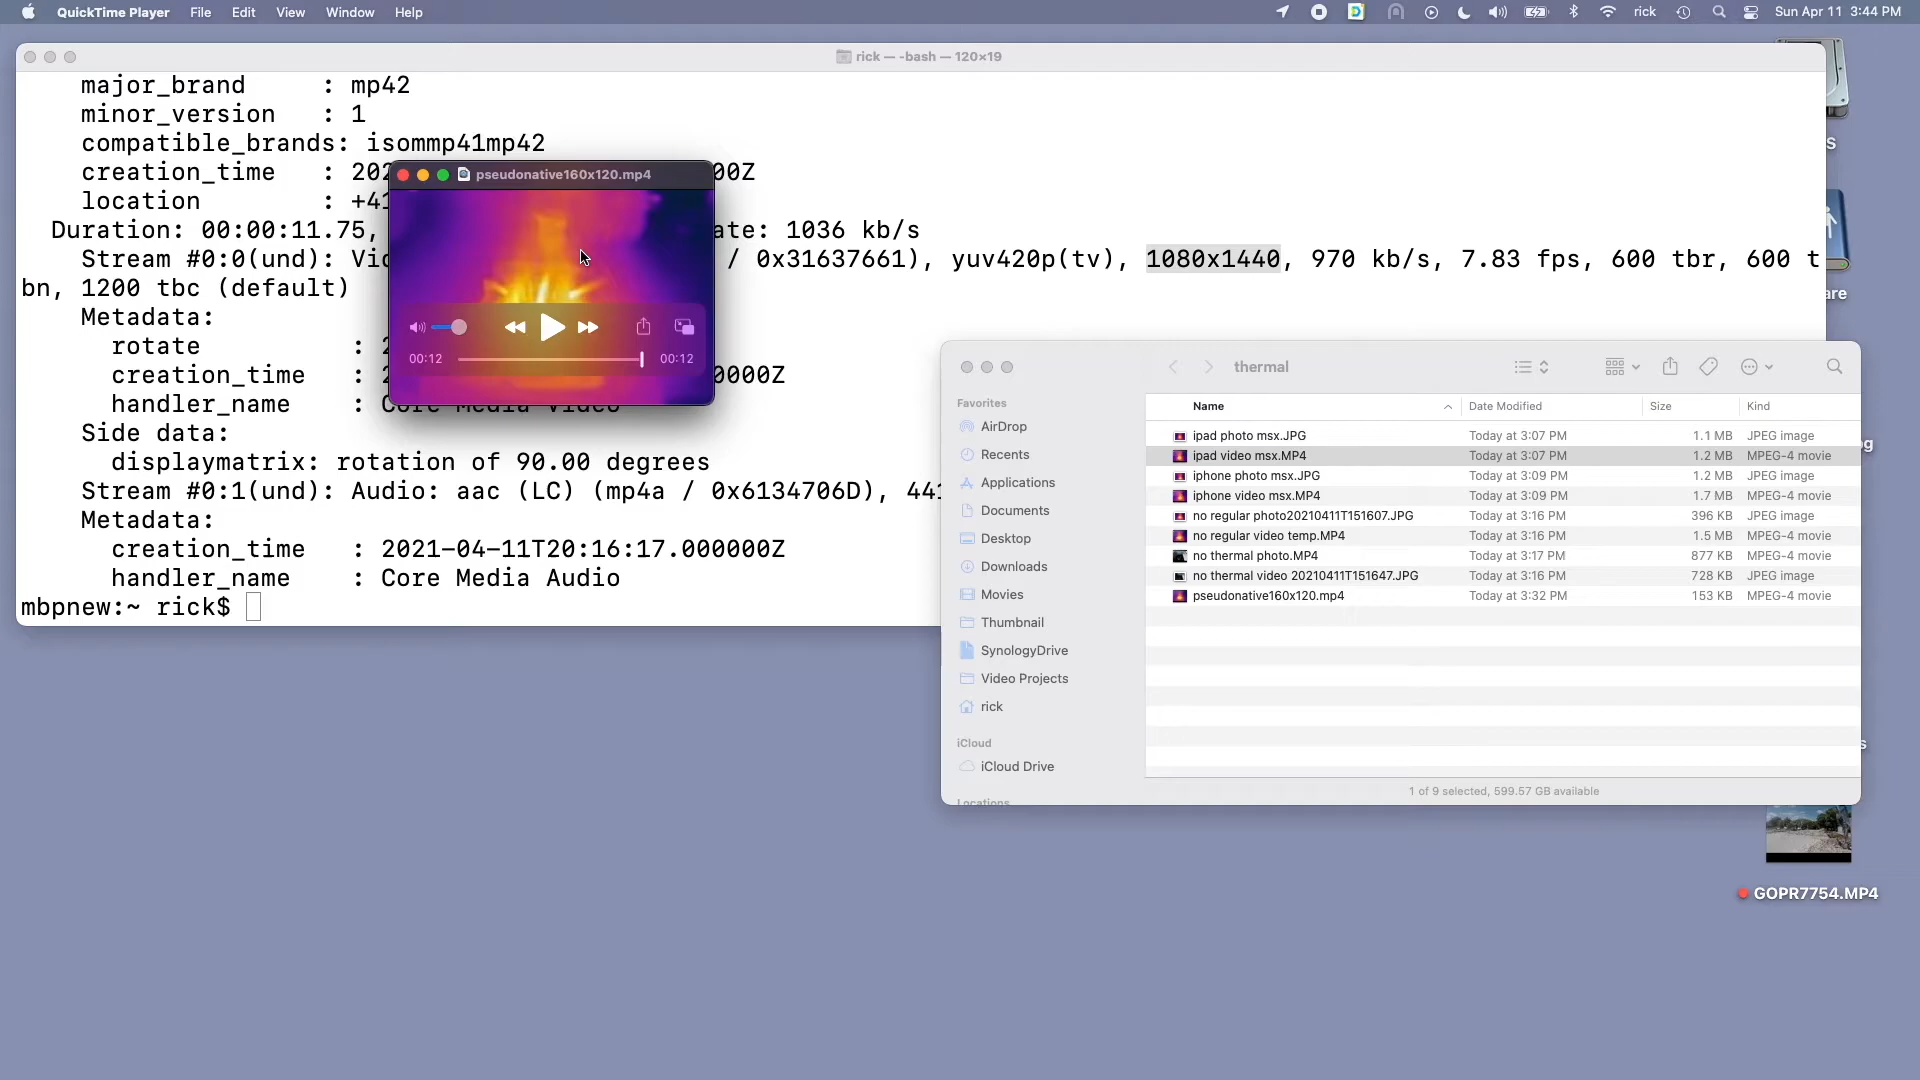 QuickTime Player File Edit View Window Help
rick Sun Apr 11 3:44 PM
rick — -bash — 120×19
major_brand : mp42
minor_version : 1
compatible_brands: isommp41mp42
creation_time : 202 00Z
location : +41
Duration: 00:00:11.75, ate: 1036 kb/s
Stream #0:0(und): Vid / 0x31637661), yuv420p(tv), 1080x1440, 970 kb/s, 7.83 fps, 600 tbr, 600 t
bn, 1200 tbc (default)
Metadata:
rotate :
creation_time : 2 0000Z
handler_name : Core Media Video
Side data:
displaymatrix: rotation of 90.00 degrees
Stream #0:1(und): Audio: aac (LC) (mp4a / 0x6134706D), 441
Metadata:
creation_time : 2021-04-11T20:16:17.000000Z
handler_name : Core Media Audio
mbpnew:~ rick$
pseudonative160x120.mp4
00:12 00:12
thermal
Favorites
AirDrop
Recents
Applications
Documents
Desktop
Downloads
Movies
Thumbnail
SynologyDrive
Video Projects
rick
iCloud
iCloud Drive
Locations
Name Date Modified Size Kind
ipad photo msx.JPG Today at 3:07 PM 1.1 MB JPEG image
ipad video msx.MP4 Today at 3:07 PM 1.2 MB MPEG-4 movie
iphone photo msx.JPG Today at 3:09 PM 1.2 MB JPEG image
iphone video msx.MP4 Today at 3:09 PM 1.7 MB MPEG-4 movie
no regular photo20210411T151607.JPG Today at 3:16 PM 396 KB JPEG image
no regular video temp.MP4 Today at 3:16 PM 1.5 MB MPEG-4 movie
no thermal photo.MP4 Today at 3:17 PM 877 KB MPEG-4 movie
no thermal video 20210411T151647.JPG Today at 3:16 PM 728 KB JPEG image
pseudonative160x120.mp4 Today at 3:32 PM 153 KB MPEG-4 movie
1 of 9 selected, 599.57 GB available
S
are
g
s
GOPR7754.MP4